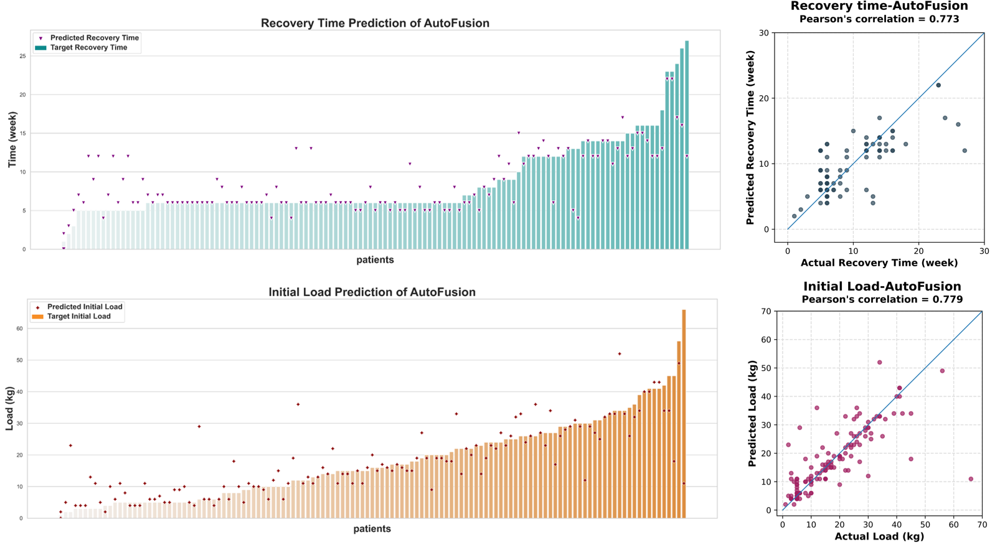 Recovery Time Prediction of AutoFusion
Predicted Recovery Time
Target Recovery Time
Time (week)
25
20
15
10
5
0
patients
Recovery time-AutoFusion
Pearson's correlation = 0.773
Predicted Recovery Time (week)
30
20
10
0
0 10 20 30
Actual Recovery Time (week)
Initial Load Prediction of AutoFusion
Predicted Initial Load
Target Initial Load
Load (kg)
60
50
40
30
20
10
0
patients
Initial Load-AutoFusion
Pearson's correlation = 0.779
Predicted Load (kg)
70
60
50
40
30
20
10
0
0 10 20 30 40 50 60 70
Actual Load (kg)